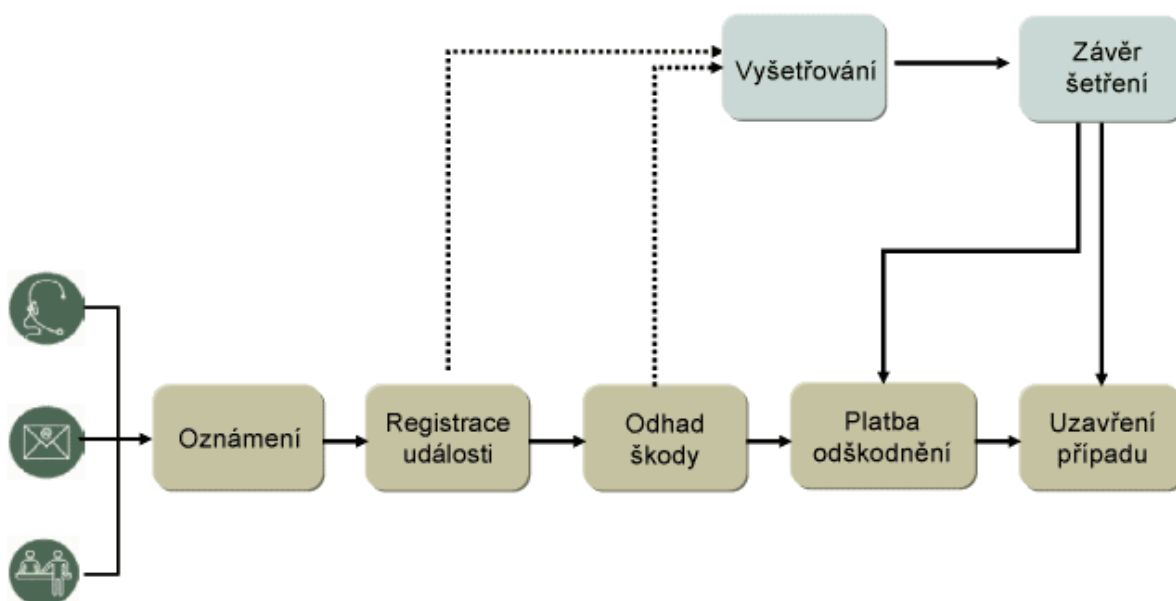 Vyšetřování
Závěr
šetření
Oznámení
Registrace
události
Odhad
škody
Platba
odškodnění
Uzavření
případu